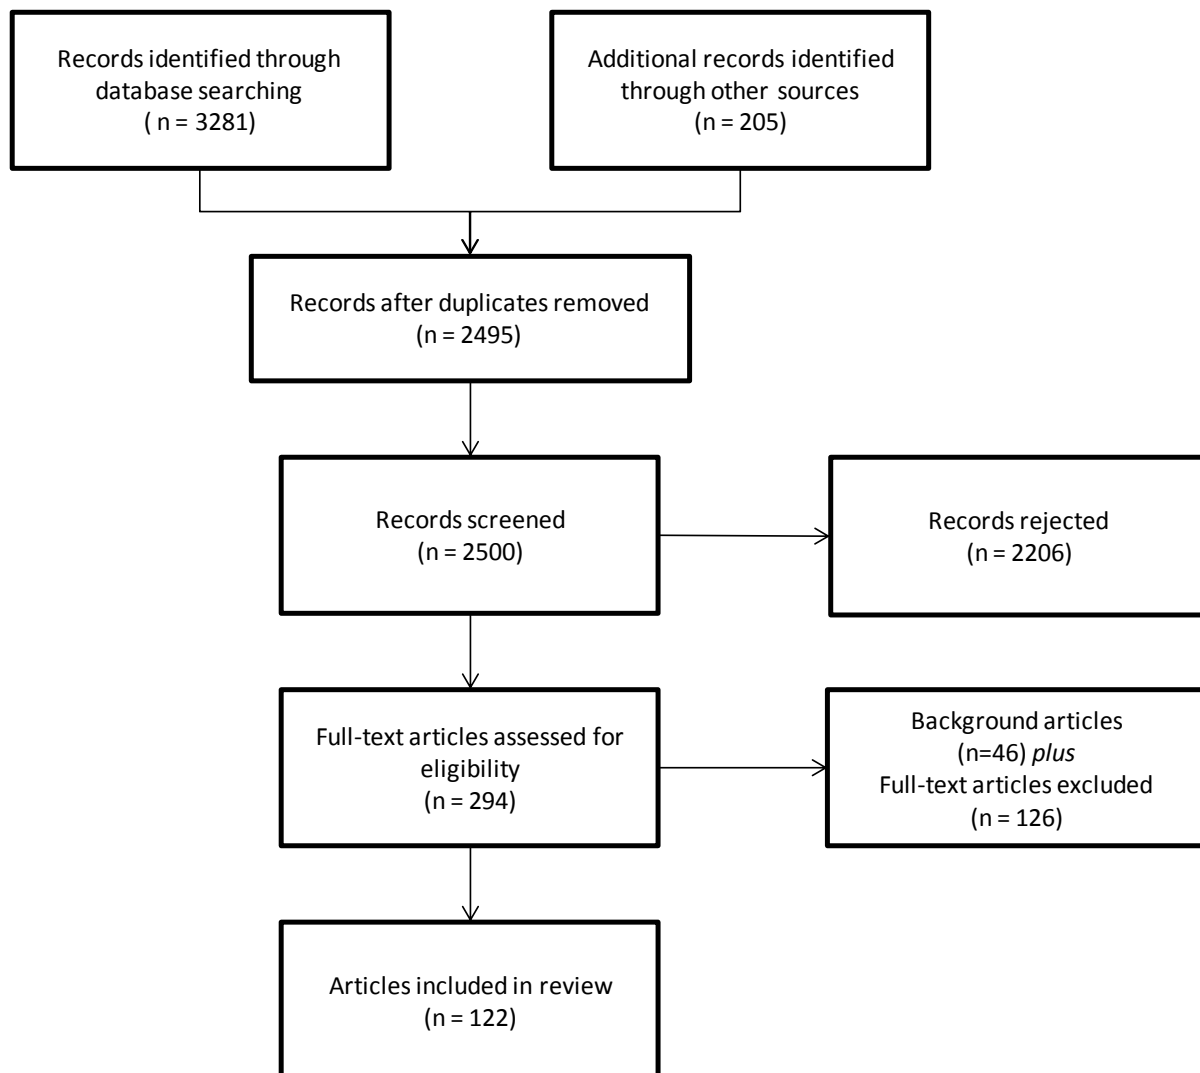 Records identified through
database searching
( n = 3281)
Additional records identified
through other sources
(n = 205)
Records after duplicates removed
(n = 2495)
Records screened
(n = 2500)
Records rejected
(n = 2206)
Full-text articles assessed for
eligibility
(n = 294)
Background articles
(n=46) plus
Full-text articles excluded
(n = 126)
Articles included in review
(n = 122)